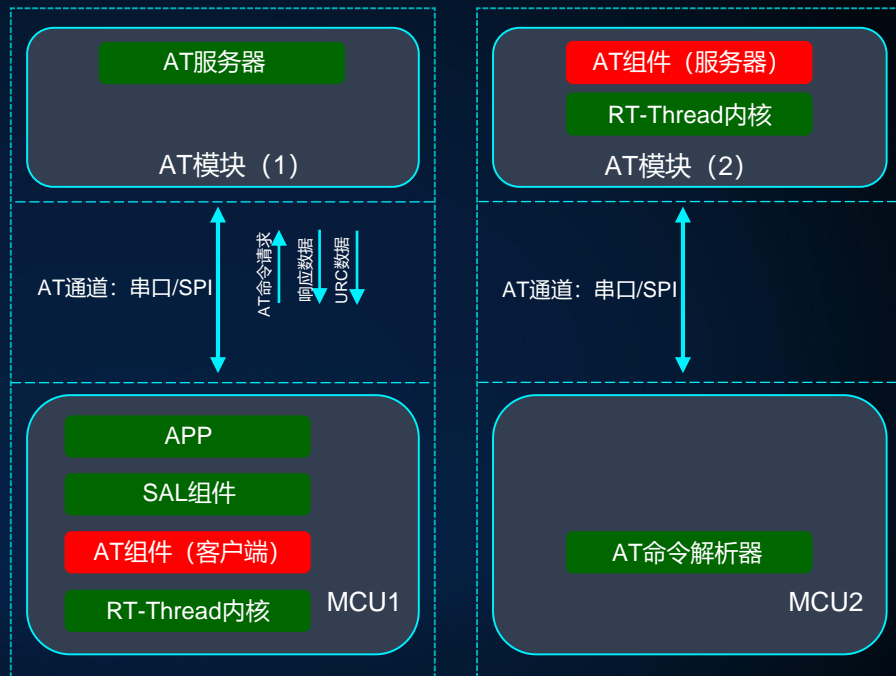 AT服务器
AT模块（1）
AT组件（服务器）
RT-Thread内核
AT模块（2）
AT通道：串口/SPI
AT命令请求
响应数据
URC数据
AT通道：串口/SPI
APP
SAL组件
AT组件（客户端）
RT-Thread内核
MCU1
AT命令解析器
MCU2